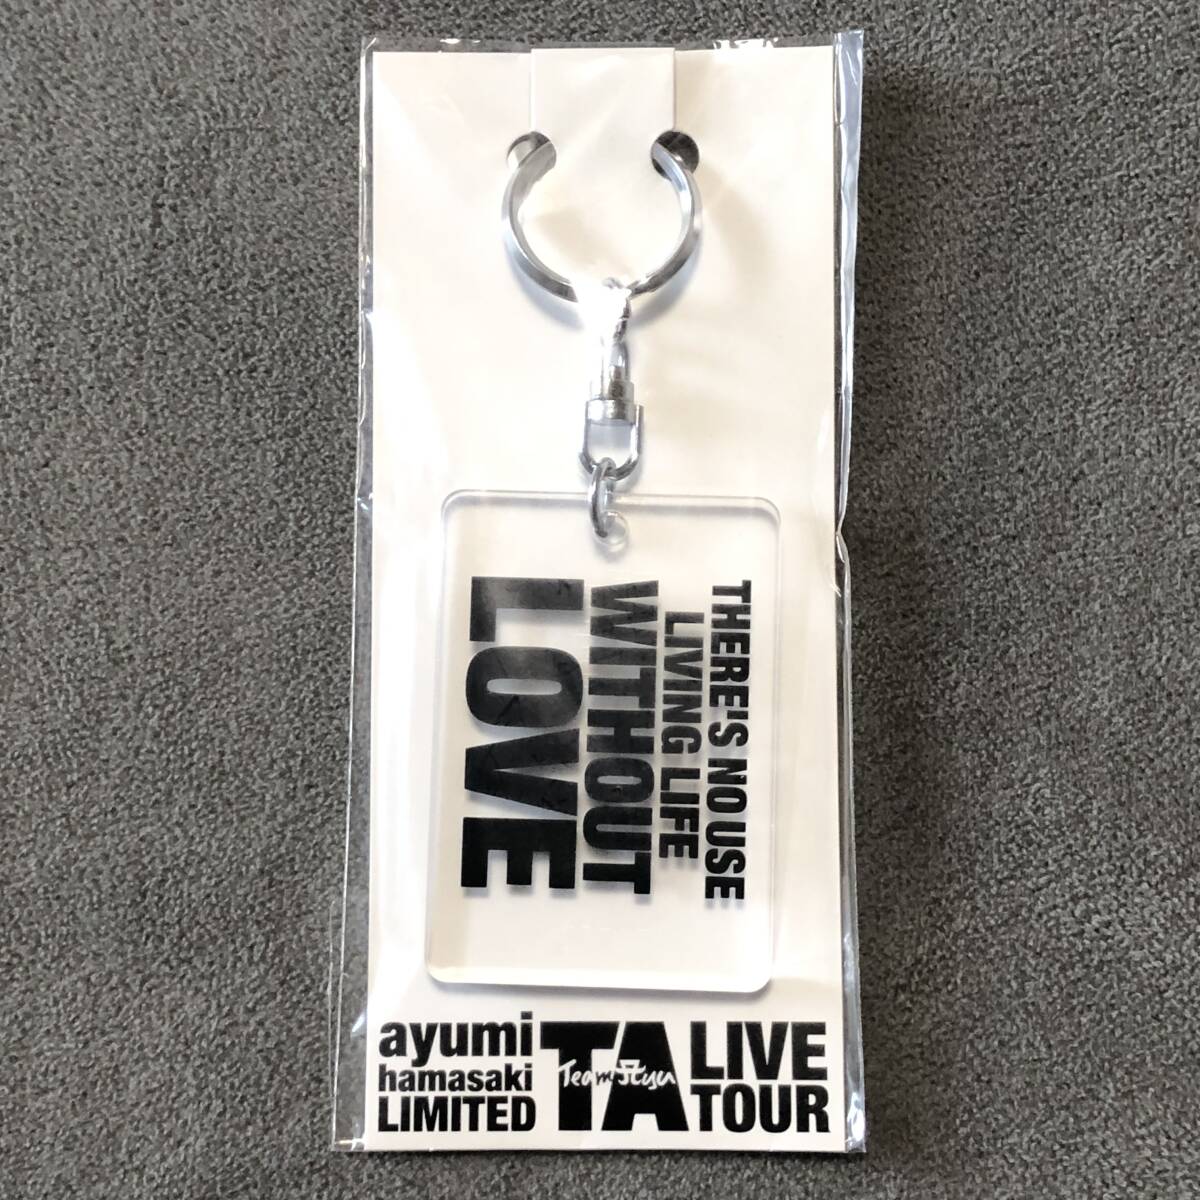 THERE'S NO USE
LIVING LIFE
WITHOUT
LOVE
ayumi
hamasaki
LIMITED
TA
Team Ayu
LIVE
TOUR